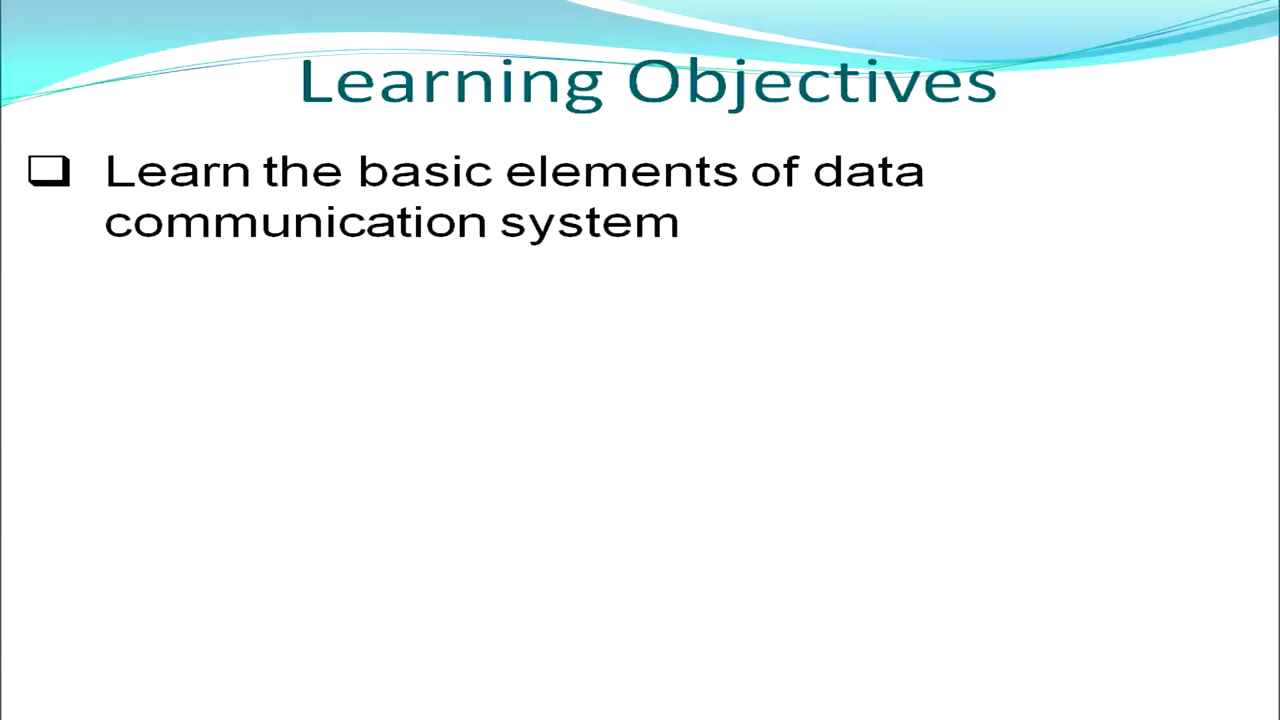 Learning Objectives
❑ Learn the basic elements of data
communication system